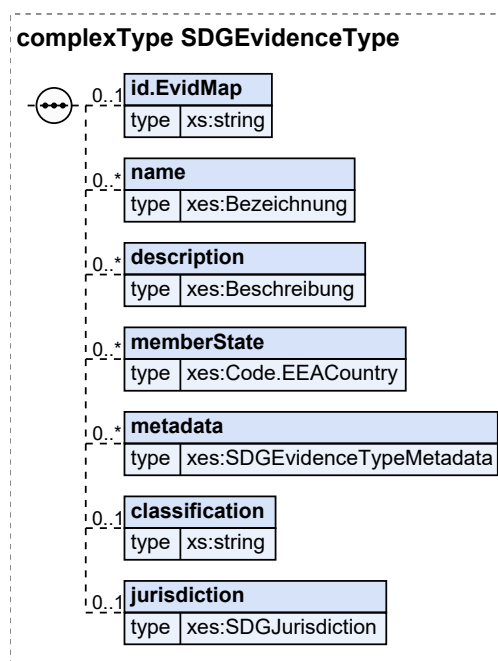 complexType SDGEvidenceType
0..1 id.EvidMap
type xs:string
0..* name
type xes:Bezeichnung
0..* description
type xes:Beschreibung
0..* memberState
type xes:Code.EEACountry
0..* metadata
type xes:SDGEvidenceTypeMetadata
0..1 classification
type xs:string
0..1 jurisdiction
type xes:SDGJurisdiction